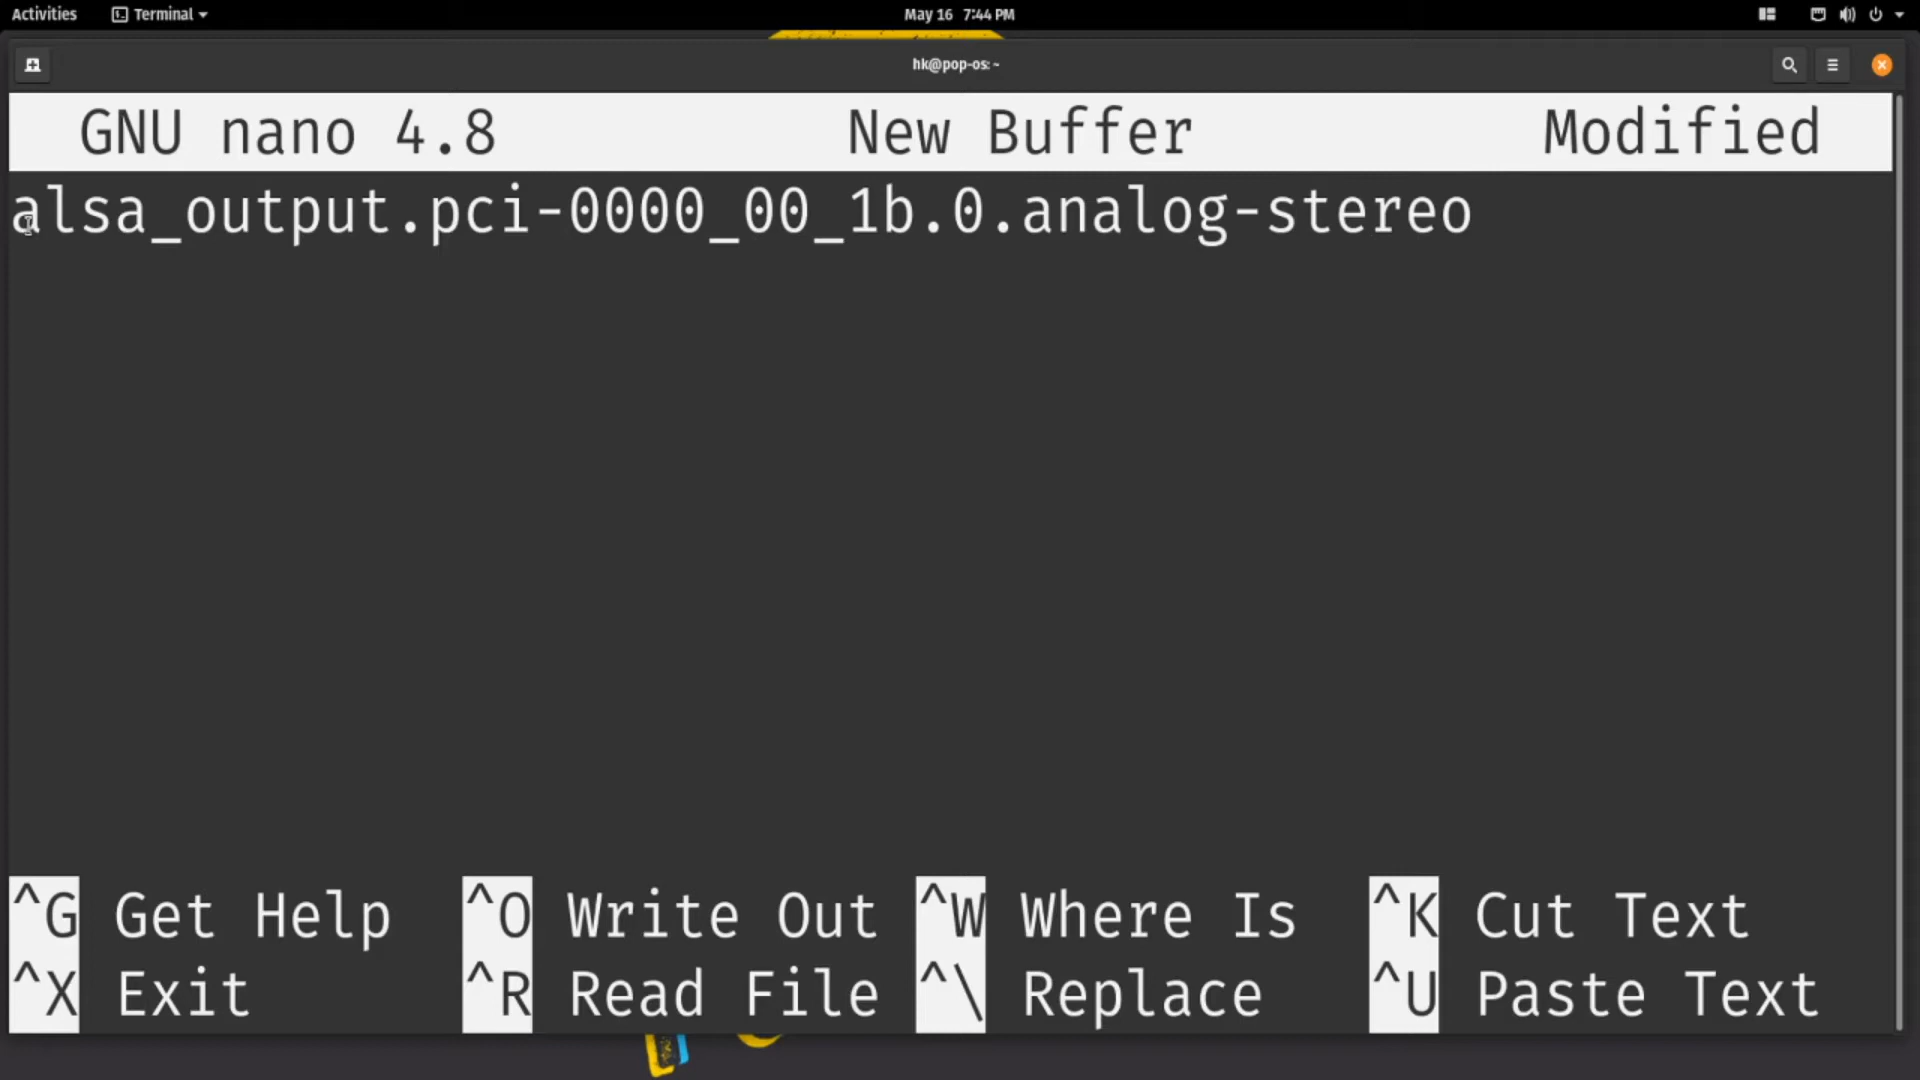 Activities Terminal May 16 7:44 PM
hk@pop-os: ~
GNU nano 4.8 New Buffer Modified
alsa_output.pci-0000_00_1b.0.analog-stereo
^G Get Help ^O Write Out ^W Where Is ^K Cut Text
^X Exit ^R Read File ^\ Replace ^U Paste Text